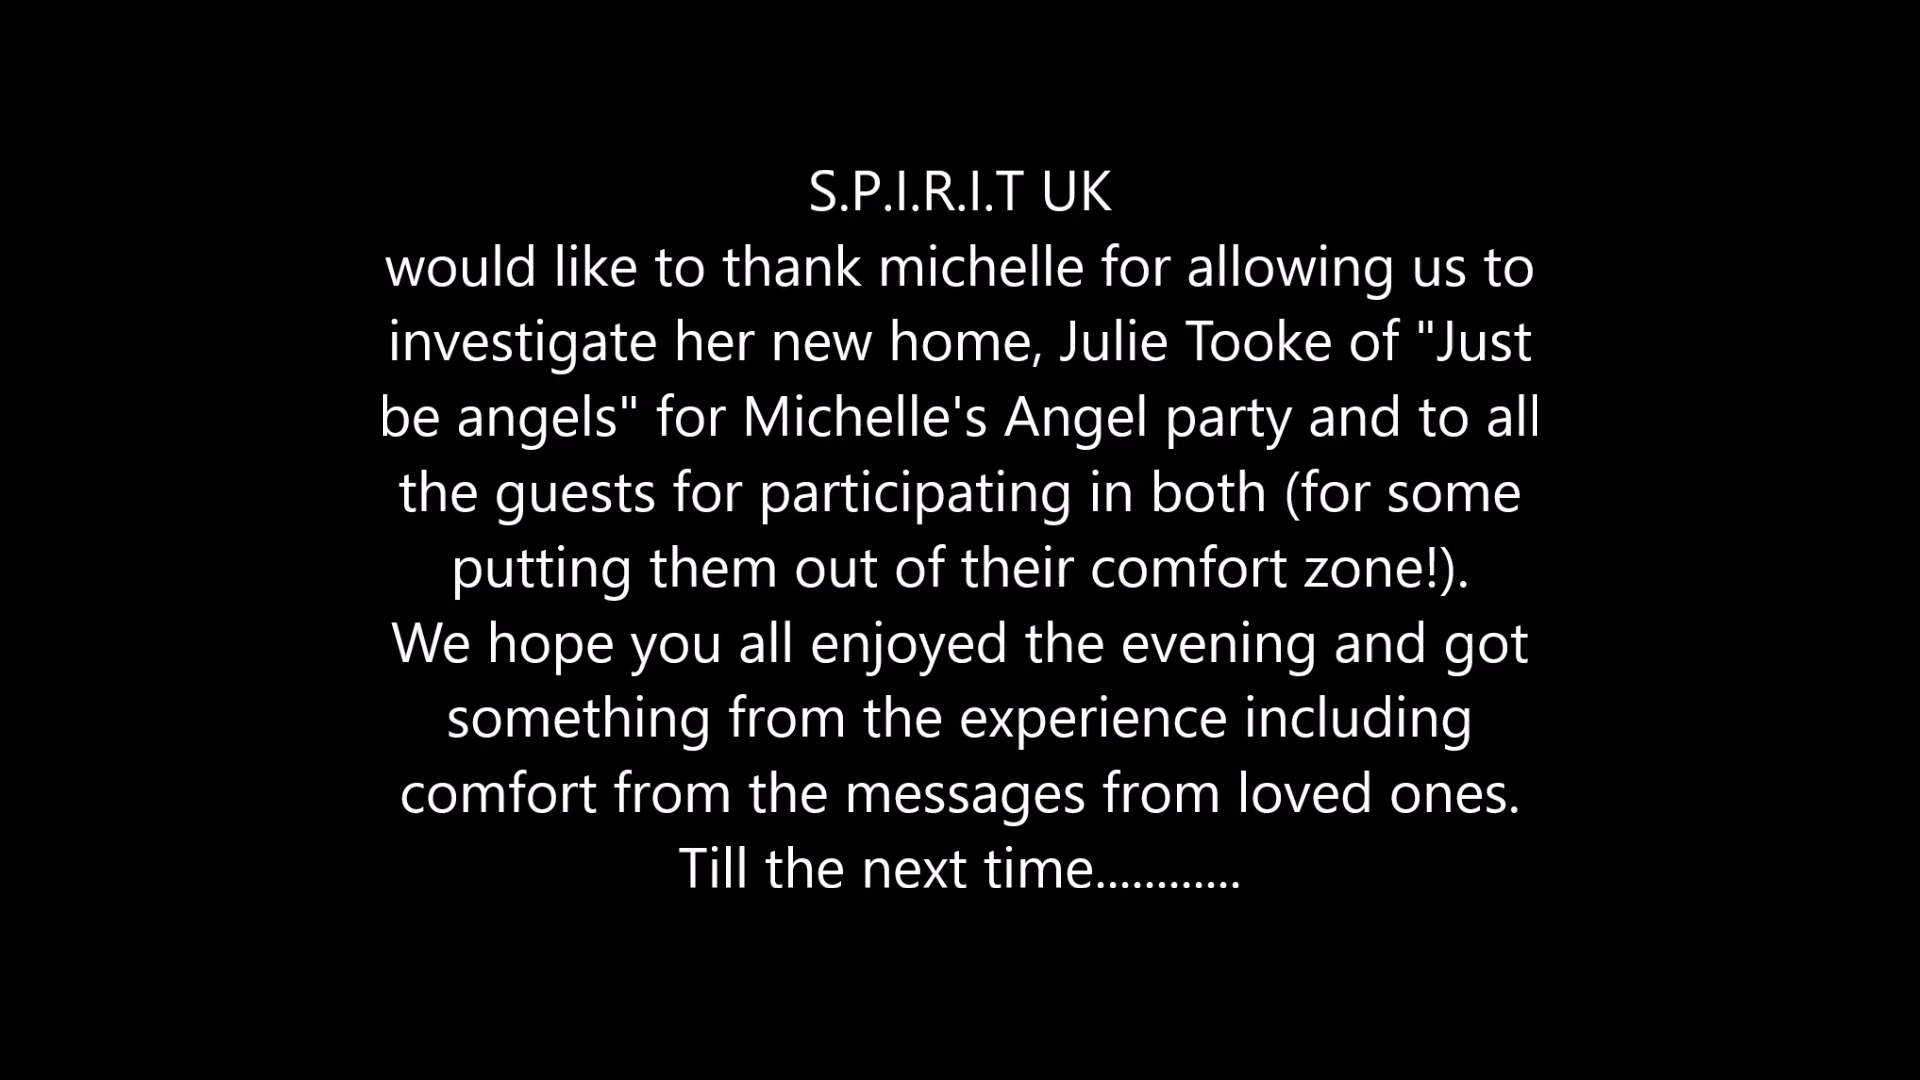 S.P.I.R.I.T UK
would like to thank michelle for allowing us to
investigate her new home, Julie Tooke of "Just
be angels" for Michelle's Angel party and to all
the guests for participating in both (for some
putting them out of their comfort zone!).
We hope you all enjoyed the evening and got
something from the experience including
comfort from the messages from loved ones.
Till the next time............